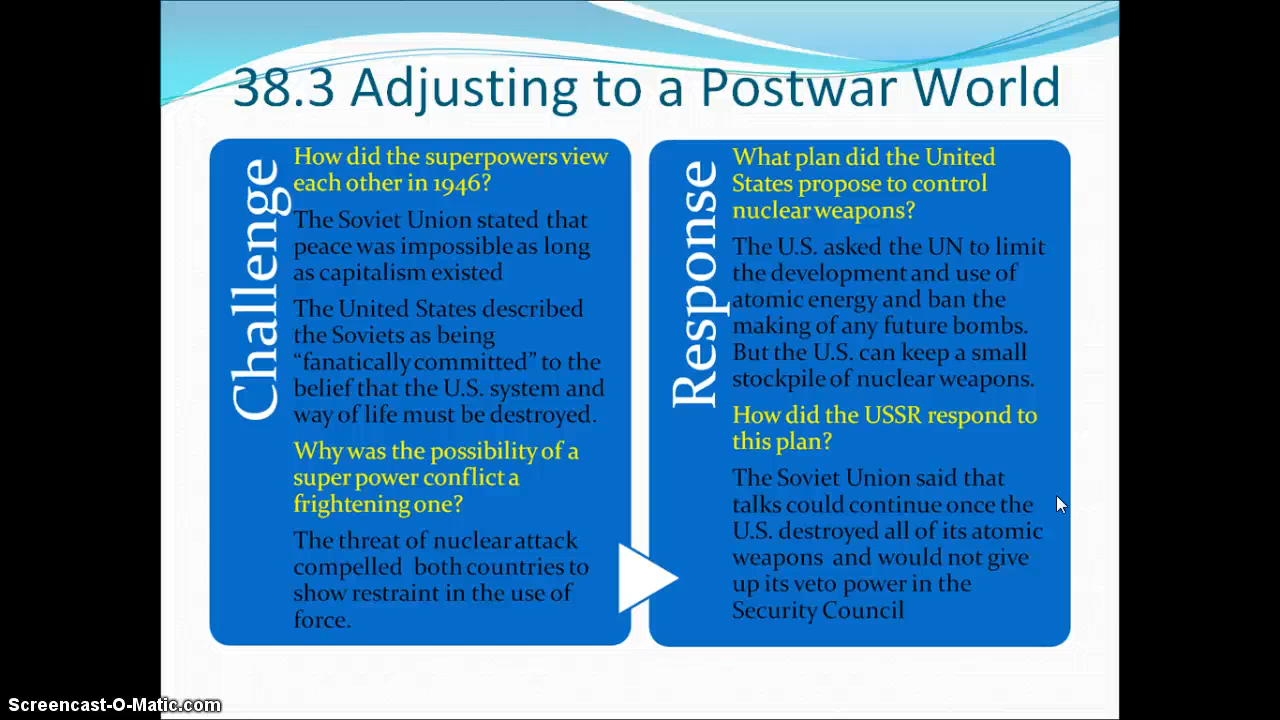 38.3 Adjusting to a Postwar World
Challenge
How did the superpowers view
each other in 1946?
The Soviet Union stated that
peace was impossible as long
as capitalism existed
The United States described
the Soviets as being
“fanatically committed” to the
belief that the U.S. system and
way of life must be destroyed.
Why was the possibility of a
super power conflict a
frightening one?
The threat of nuclear attack
compelled both countries to
show restraint in the use of
force.
Response
What plan did the United
States propose to control
nuclear weapons?
The U.S. asked the UN to limit
the development and use of
atomic energy and ban the
making of any future bombs.
But the U.S. can keep a small
stockpile of nuclear weapons.
How did the USSR respond to
this plan?
The Soviet Union said that
talks could continue once the
U.S. destroyed all of its atomic
weapons and would not give
up its veto power in the
Security Council
Screencast-O-Matic.com